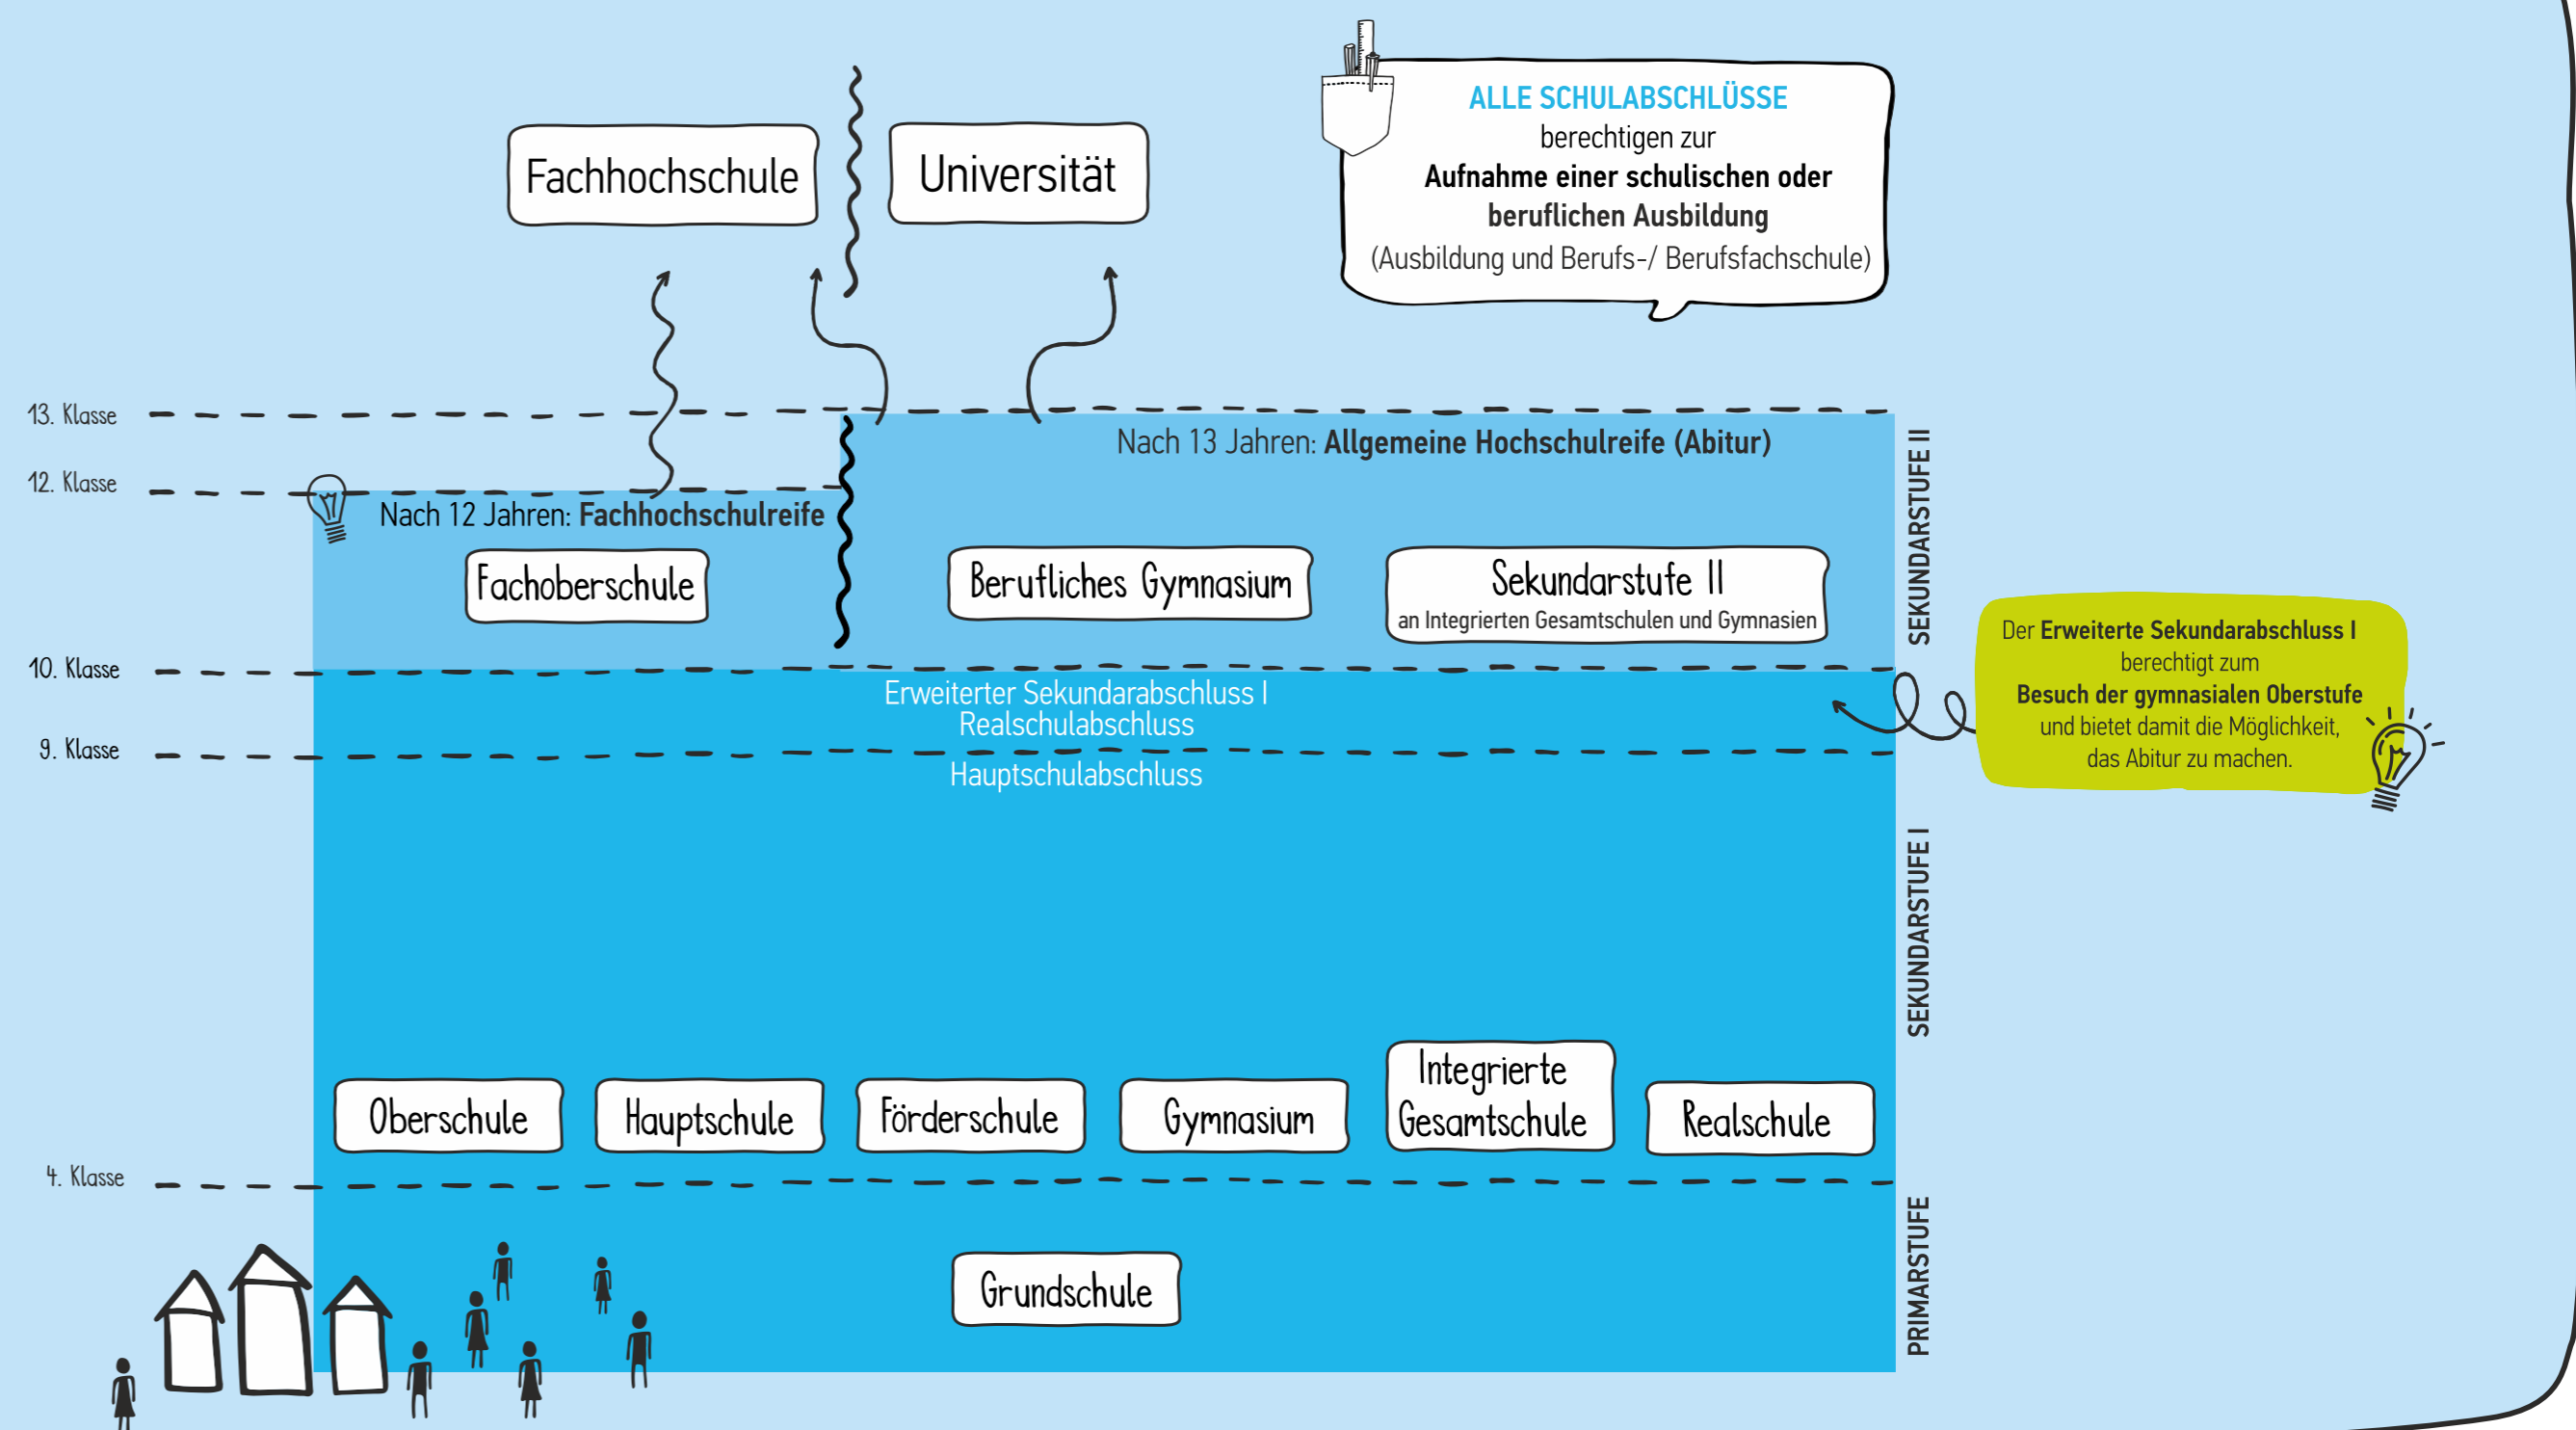 ALLE SCHULABSCHLÜSSE
berechtigen zur
Aufnahme einer schulischen oder
beruflichen Ausbildung
(Ausbildung und Berufs-/ Berufsfachschule)
Fachhochschule
Universität
13. Klasse
Nach 13 Jahren: Allgemeine Hochschulreife (Abitur)
12. Klasse
Nach 12 Jahren: Fachhochschulreife
Fachoberschule
Berufliches Gymnasium
Sekundarstufe II
an Integrierten Gesamtschulen und Gymnasien
SEKUNDARSTUFE II
10. Klasse
Erweiterter Sekundarabschluss I
Realschulabschluss
9. Klasse
Hauptschulabschluss
Der Erweiterte Sekundarabschluss I
berechtigt zum
Besuch der gymnasialen Oberstufe
und bietet damit die Möglichkeit,
das Abitur zu machen.
SEKUNDARSTUFE I
Oberschule
Hauptschule
Förderschule
Gymnasium
Integrierte
Gesamtschule
Realschule
4. Klasse
Grundschule
PRIMARSTUFE